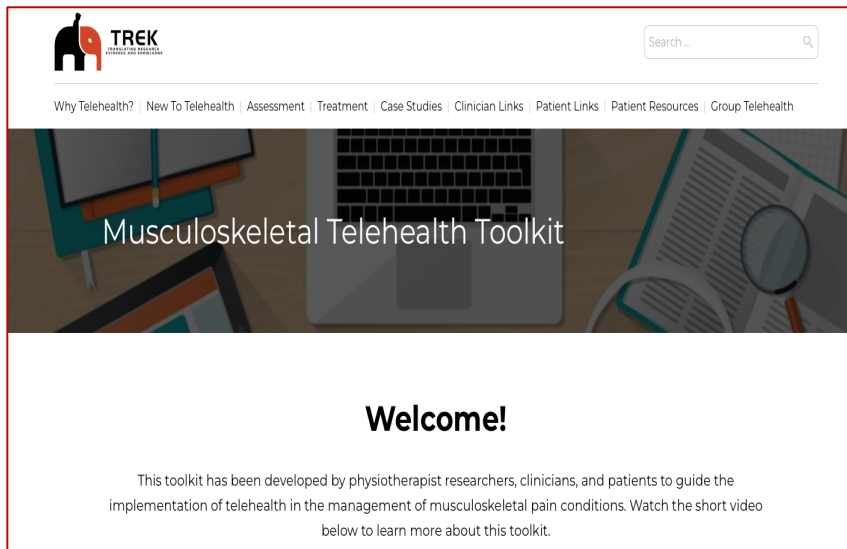 TREK
TRANSLATING RESEARCH
EVIDENCE AND KNOWLEDGE
Search ...
Why Telehealth? | New To Telehealth | Assessment | Treatment | Case Studies | Clinician Links | Patient Links | Patient Resources | Group Telehealth
Musculoskeletal Telehealth Toolkit
Welcome!
This toolkit has been developed by physiotherapist researchers, clinicians, and patients to guide the
implementation of telehealth in the management of musculoskeletal pain conditions. Watch the short video
below to learn more about this toolkit.